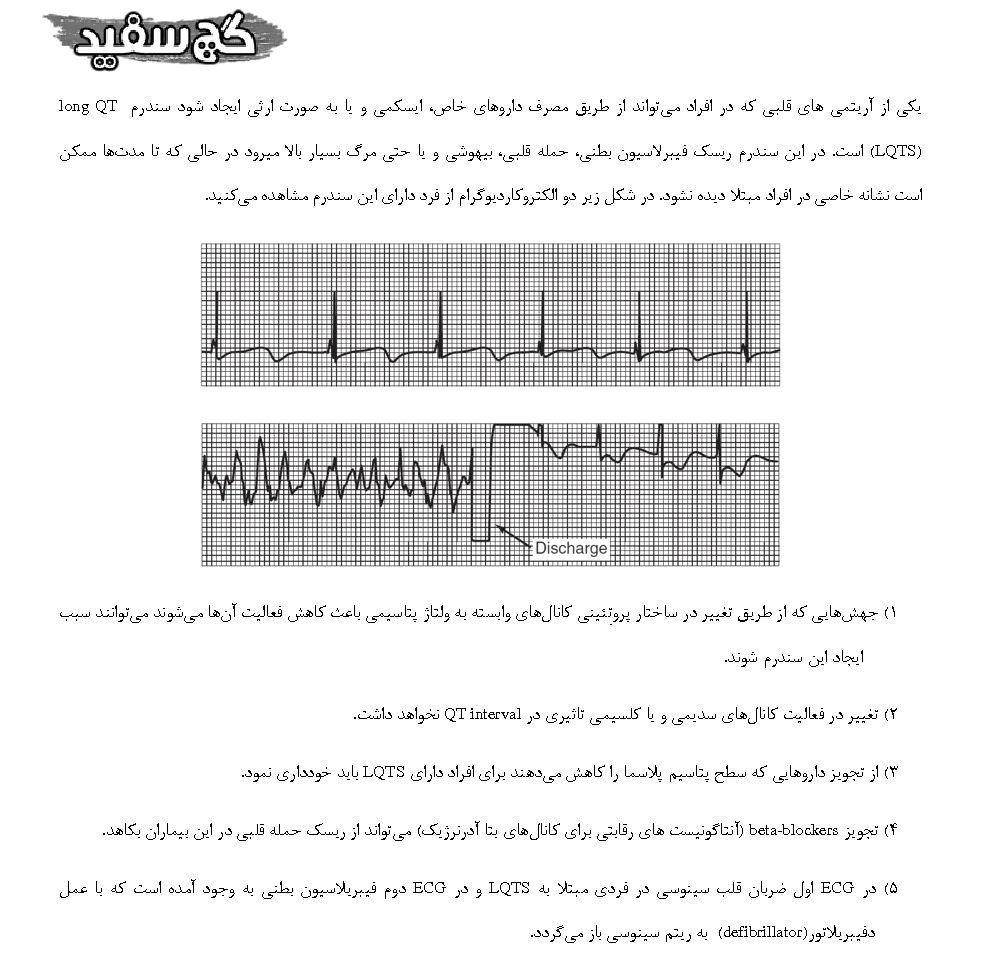 گچ سفید
یکی از آریتمی های قلبی که در افراد می‌تواند از طریق مصرف داروهای خاص، ایسکمی و یا به صورت ارثی ایجاد شود سندرم long QT
(LQTS) است. در این سندرم ریسک فیبرلاسیون بطنی، حمله قلبی، بیهوشی و یا حتی مرگ بسیار بالا میرود در حالی که تا مدت‌ها ممکن
است نشانه خاصی در افراد مبتلا دیده نشود. در شکل زیر دو الکتروکاردیوگرام از فرد دارای این سندرم مشاهده می‌کنید.
Discharge
۱) جهش‌هایی که از طریق تغییر در ساختار پروتئینی کانال‌های وابسته به ولتاژ پتاسیمی باعث کاهش فعالیت آن‌ها می‌شوند می‌توانند سبب
ایجاد این سندرم شوند.
۲) تغییر در فعالیت کانال‌های سدیمی و یا کلسیمی تاثیری در QT interval نخواهد داشت.
۳) از تجویز داروهایی که سطح پتاسیم پلاسما را کاهش می‌دهند برای افراد دارای LQTS باید خودداری نمود.
۴) تجویز beta-blockers (آنتاگونیست های رقابتی برای کانال‌های بتا آدرنرژیک) می‌تواند از ریسک حمله قلبی در این بیماران بکاهد.
۵) در ECG اول ضربان قلب سینوسی در فردی مبتلا به LQTS و در ECG دوم فیبریلاسیون بطنی به وجود آمده است که با عمل
دفیبریلاتور(defibrillator) به ریتم سینوسی باز می‌گردد.